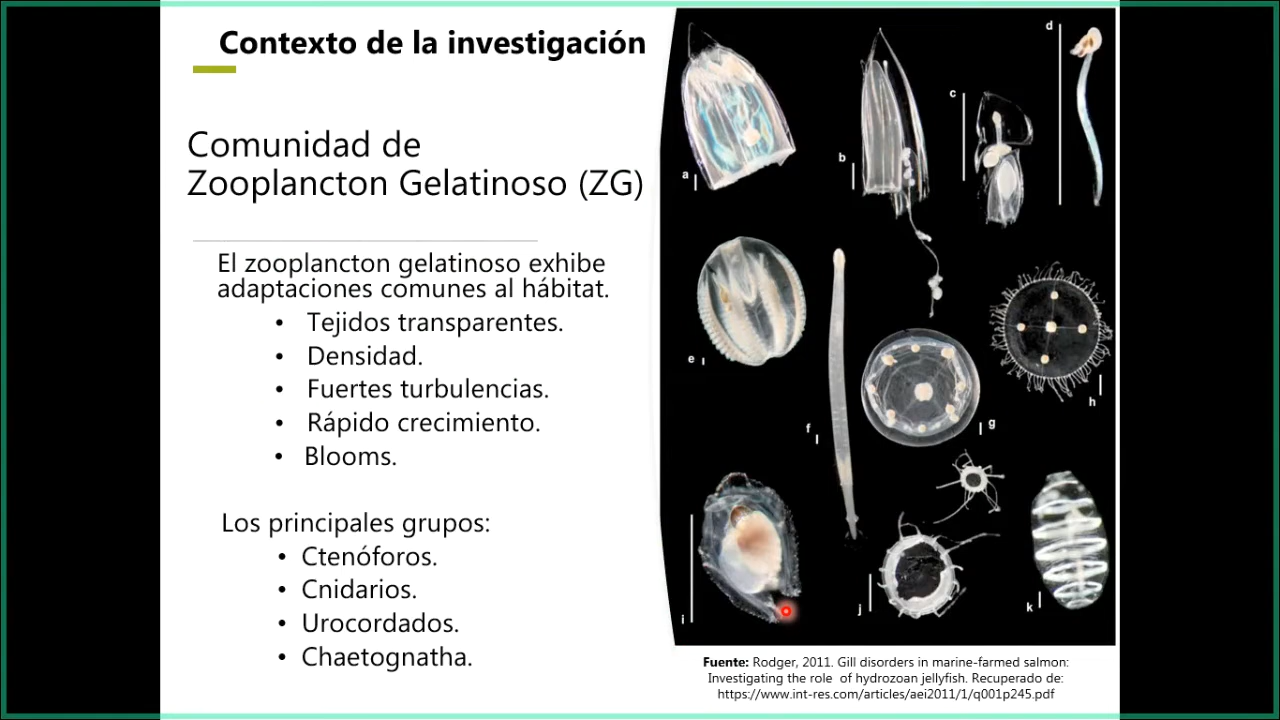 Contexto de la investigación
Comunidad de
Zooplancton Gelatinoso (ZG)
El zooplancton gelatinoso exhibe
adaptaciones comunes al hábitat.
• Tejidos transparentes.
• Densidad.
• Fuertes turbulencias.
• Rápido crecimiento.
• Blooms.
Los principales grupos:
• Ctenóforos.
• Cnidarios.
• Urocordados.
• Chaetognatha.
a
b
c
d
e
f
g
h
i
j
k
Fuente: Rodger, 2011. Gill disorders in marine-farmed salmon:
Investigating the role of hydrozoan jellyfish. Recuperado de:
https://www.int-res.com/articles/aei2011/1/q001p245.pdf